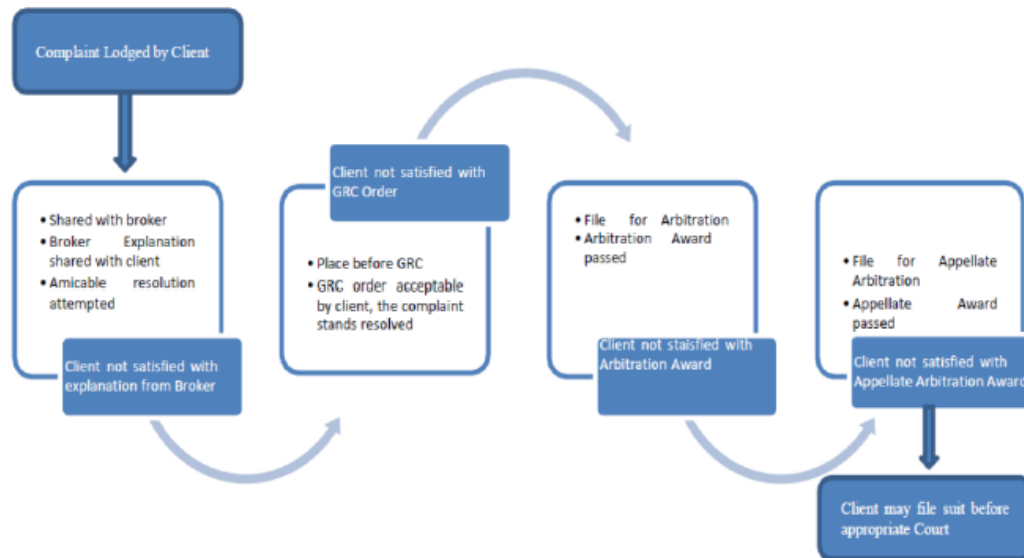 Complaint Lodged by Client
• Shared with broker
• Broker Explanation
shared with client
• Amicable resolution
attempted
Client not satisfied with
explanation from Broker
Client not satisfied with
GRC Order
• Place before GRC
• GRC order acceptable
by client, the complaint
stands resolved
• File for Arbitration
• Arbitration Award
passed
Client not staisfied with
Arbitration Award
• File for Appellate
Arbitration
• Appellate Award
passed
Client not satisfied with
Appellate Arbitration Award
Client may file suit before
appropriate Court